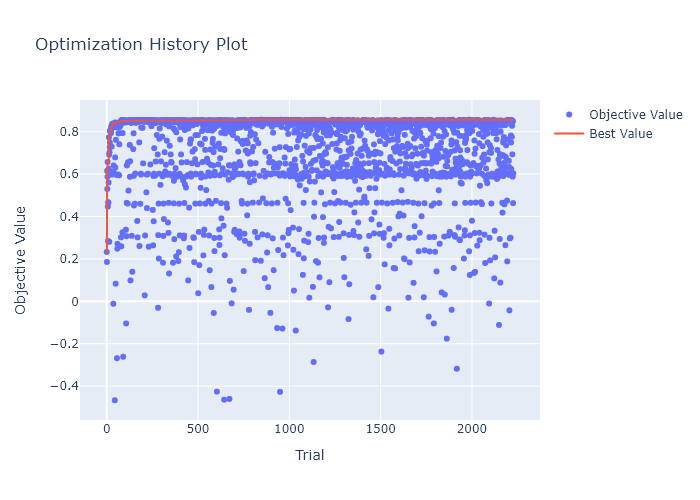 Optimization History Plot
Objective Value
Best Value
0.8
0.6
0.4
0.2
0
−0.2
−0.4
Objective Value
0
500
1000
1500
2000
Trial